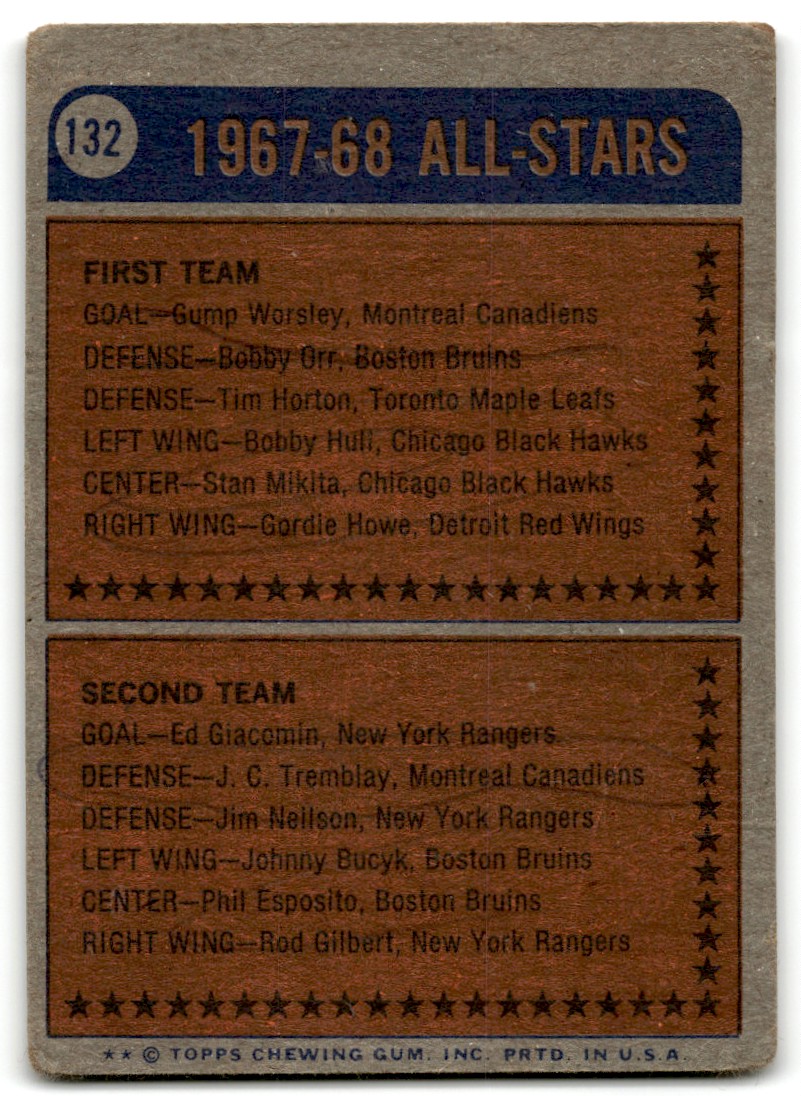 132
1967-68 ALL-STARS
FIRST TEAM
GOAL—Gump Worsley, Montreal Canadiens
DEFENSE—Bobby Orr, Boston Bruins
DEFENSE—Tim Horton, Toronto Maple Leafs
LEFT WING—Bobby Hull, Chicago Black Hawks
CENTER—Stan Mikita, Chicago Black Hawks
RIGHT WING—Gordie Howe, Detroit Red Wings
SECOND TEAM
GOAL—Ed Giacomin, New York Rangers
DEFENSE—J. C. Tremblay, Montreal Canadiens
DEFENSE—Jim Neilson, New York Rangers
LEFT WING—Johnny Bucyk, Boston Bruins
CENTER—Phil Esposito, Boston Bruins
RIGHT WING—Rod Gilbert, New York Rangers
★★ © TOPPS CHEWING GUM. INC. PRTD. IN U.S.A.